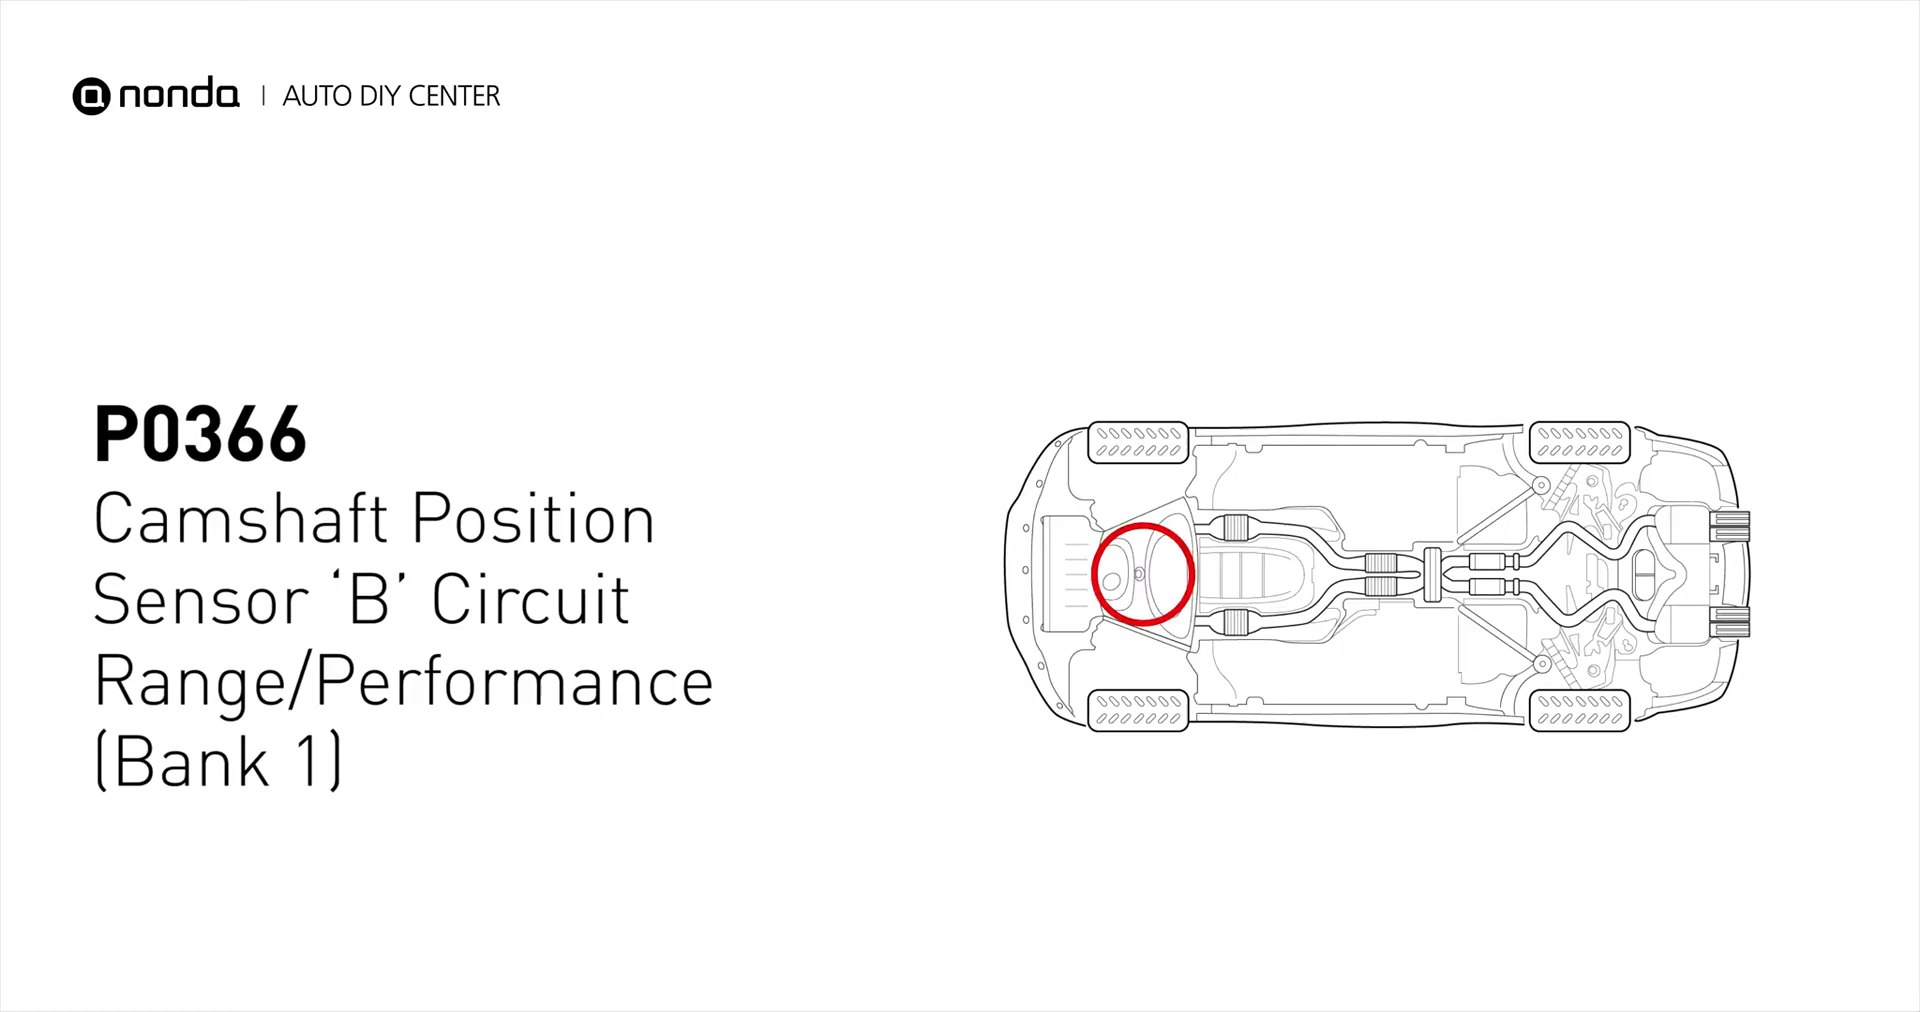 nonda | AUTO DIY CENTER
P0366
Camshaft Position
Sensor ‘B’ Circuit
Range/Performance
(Bank 1)